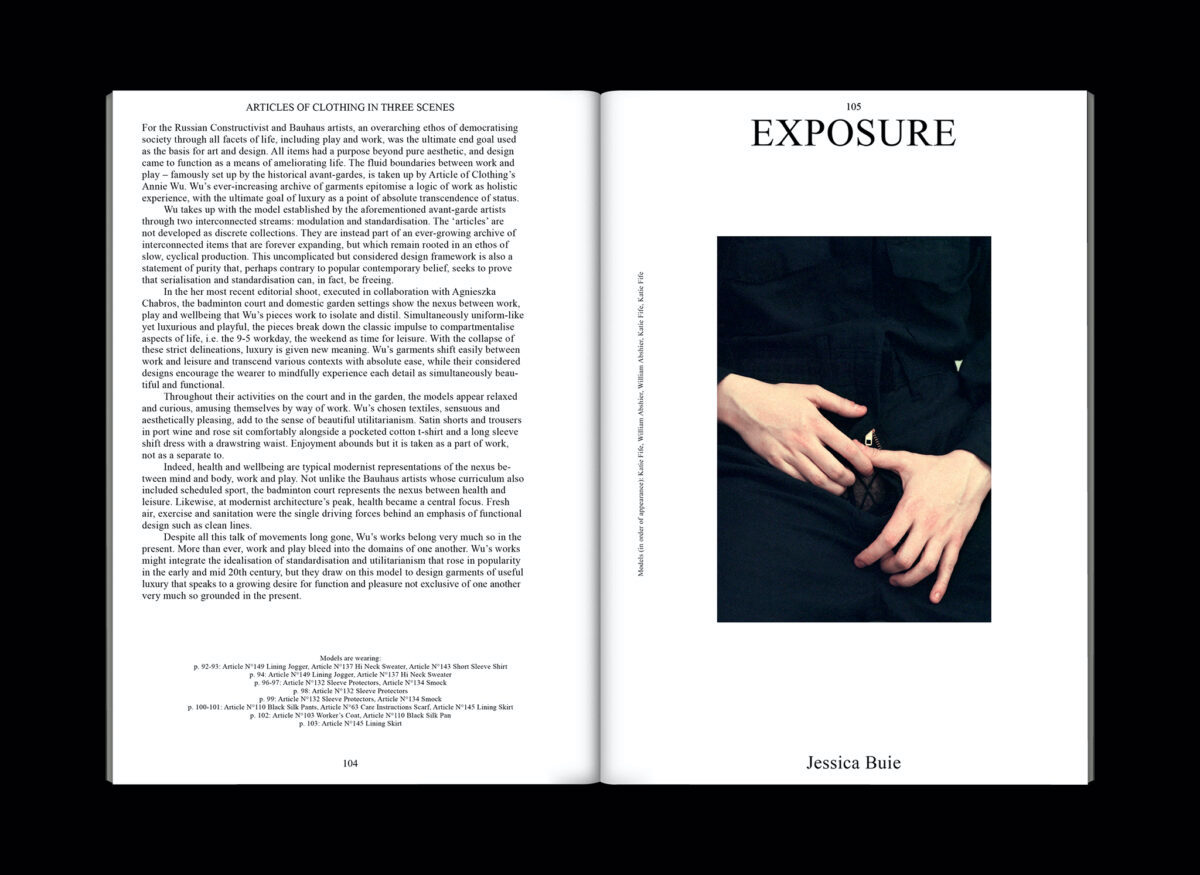 ARTICLES OF CLOTHING IN THREE SCENES
For the Russian Constructivist and Bauhaus artists, an overarching ethos of democratising
society through all facets of life, including play and work, was the ultimate end goal used
as the basis for art and design. All items had a purpose beyond pure aesthetic, and design
came to function as a means of ameliorating life. The fluid boundaries between work and
play – famously set up by the historical avant-gardes, is taken up by Article of Clothing’s
Annie Wu. Wu’s ever-increasing archive of garments epitomise a logic of work as holistic
experience, with the ultimate goal of luxury as a point of absolute transcendence of status.
Wu takes up with the model established by the aforementioned avant-garde artists
through two interconnected streams: modulation and standardisation. The ‘articles’ are
not developed as discrete collections. They are instead part of an ever-growing archive of
interconnected items that are forever expanding, but which remain rooted in an ethos of
slow, cyclical production. This uncomplicated but considered design framework is also a
statement of purity that, perhaps contrary to popular contemporary belief, seeks to prove
that serialisation and standardisation can, in fact, be freeing.
In the her most recent editorial shoot, executed in collaboration with Agnieszka
Chabros, the badminton court and domestic garden settings show the nexus between work,
play and wellbeing that Wu’s pieces work to isolate and distil. Simultaneously uniform-like
yet luxurious and playful, the pieces break down the classic impulse to compartmentalise
aspects of life, i.e. the 9-5 workday, the weekend as time for leisure. With the collapse of
these strict delineations, luxury is given new meaning. Wu’s garments shift easily between
work and leisure and transcend various contexts with absolute ease, while their considered
designs encourage the wearer to mindfully experience each detail as simultaneously beau-
tiful and functional.
Throughout their activities on the court and in the garden, the models appear relaxed
and curious, amusing themselves by way of work. Wu’s chosen textiles, sensuous and
aesthetically pleasing, add to the sense of beautiful utilitarianism. Satin shorts and trousers
in port wine and rose sit comfortably alongside a pocketed cotton t-shirt and a long sleeve
shift dress with a drawstring waist. Enjoyment abounds but it is taken as a part of work,
not as a separate to.
Indeed, health and wellbeing are typical modernist representations of the nexus be-
tween mind and body, work and play. Not unlike the Bauhaus artists whose curriculum also
included scheduled sport, the badminton court represents the nexus between health and
leisure. Likewise, at modernist architecture’s peak, health became a central focus. Fresh
air, exercise and sanitation were the single driving forces behind an emphasis of functional
design such as clean lines.
Despite all this talk of movements long gone, Wu’s works belong very much so in the
present. More than ever, work and play bleed into the domains of one another. Wu’s works
might integrate the idealisation of standardisation and utilitarianism that rose in popularity
in the early and mid 20th century, but they draw on this model to design garments of useful
luxury that speaks to a growing desire for function and pleasure not exclusive of one another
very much so grounded in the present.
Models are wearing:
p. 92-93: Article N°149 Lining Jogger, Article N°137 Hi Neck Sweater, Article N°143 Short Sleeve Shirt
p. 94: Article N°149 Lining Jogger, Article N°137 Hi Neck Sweater
p. 96-97: Article N°132 Sleeve Protectors, Article N°134 Smock
p. 98: Article N°132 Sleeve Protectors
p. 99: Article N°132 Sleeve Protectors, Article N°134 Smock
p. 100-101: Article N°110 Black Silk Pants, Article N°63 Care Instructions Scarf, Article N°145 Lining Skirt
p. 102: Article N°103 Worker’s Coat, Article N°110 Black Silk Pan
p. 103: Article N°145 Lining Skirt
104
105
EXPOSURE
Models (in order of appearance): Katie Fife, William Abshier, William Abshier, Katie Fife, Katie Fife
Jessica Buie